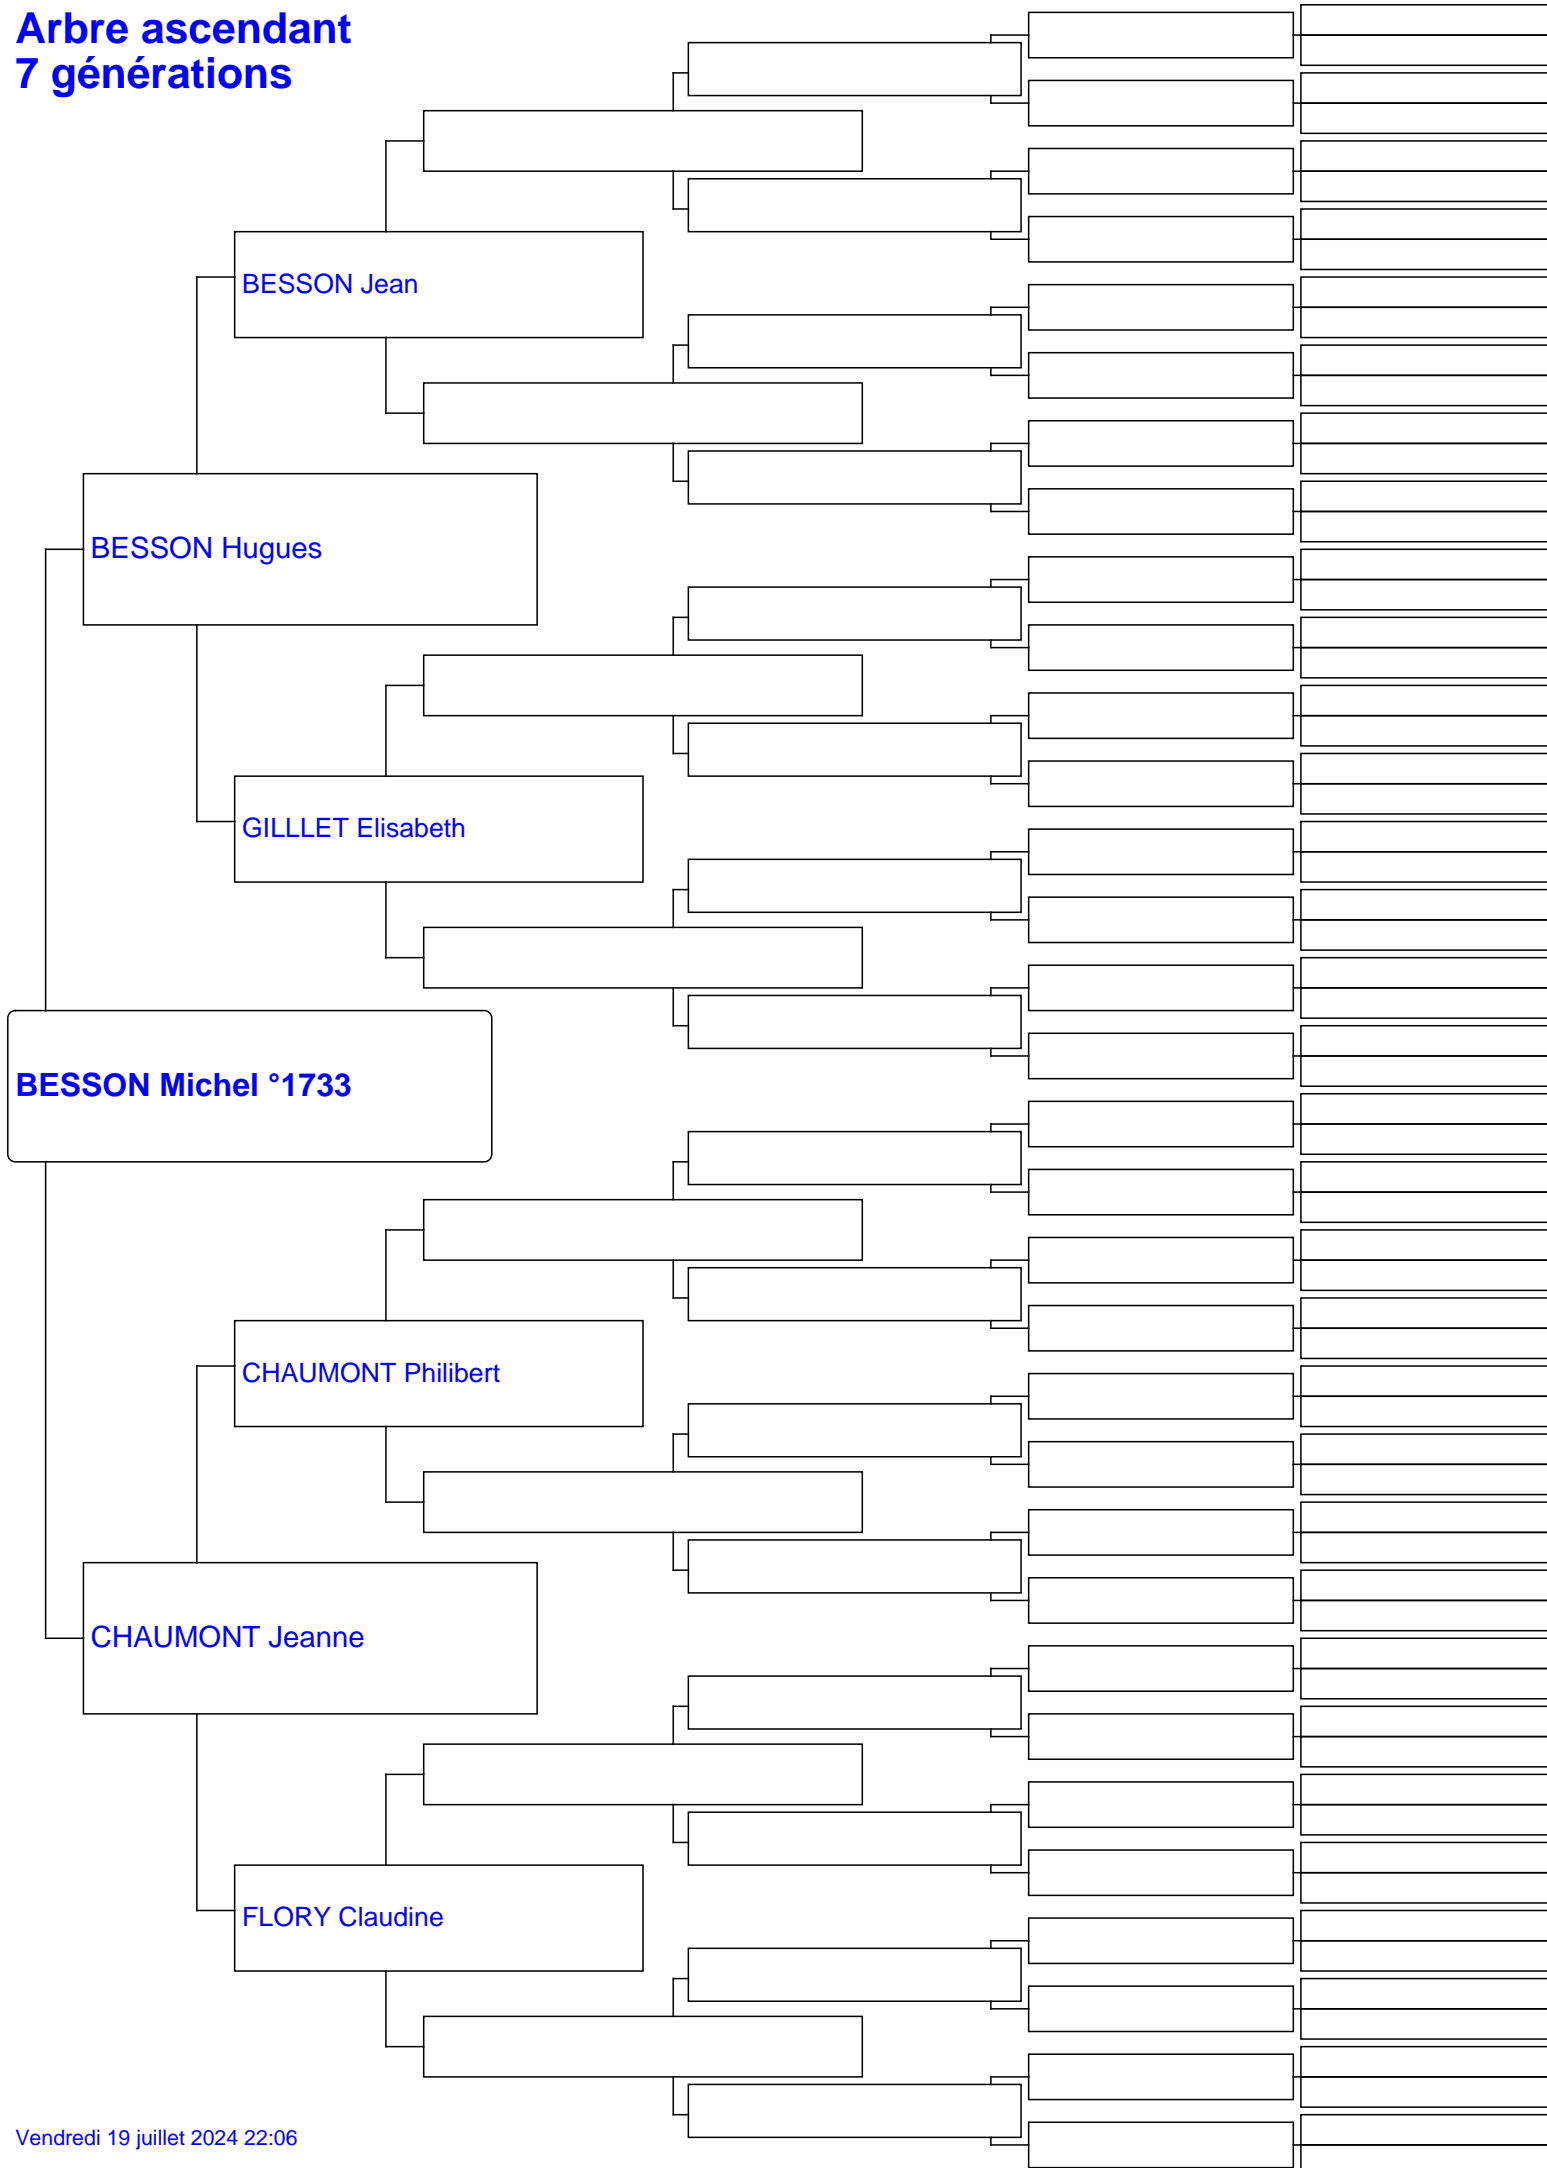 Arbre ascendant
7 générations
BESSON Jean
BESSON Hugues
GILLLET Elisabeth
BESSON Michel °1733
CHAUMONT Philibert
CHAUMONT Jeanne
FLORY Claudine
Vendredi 19 juillet 2024 22:06